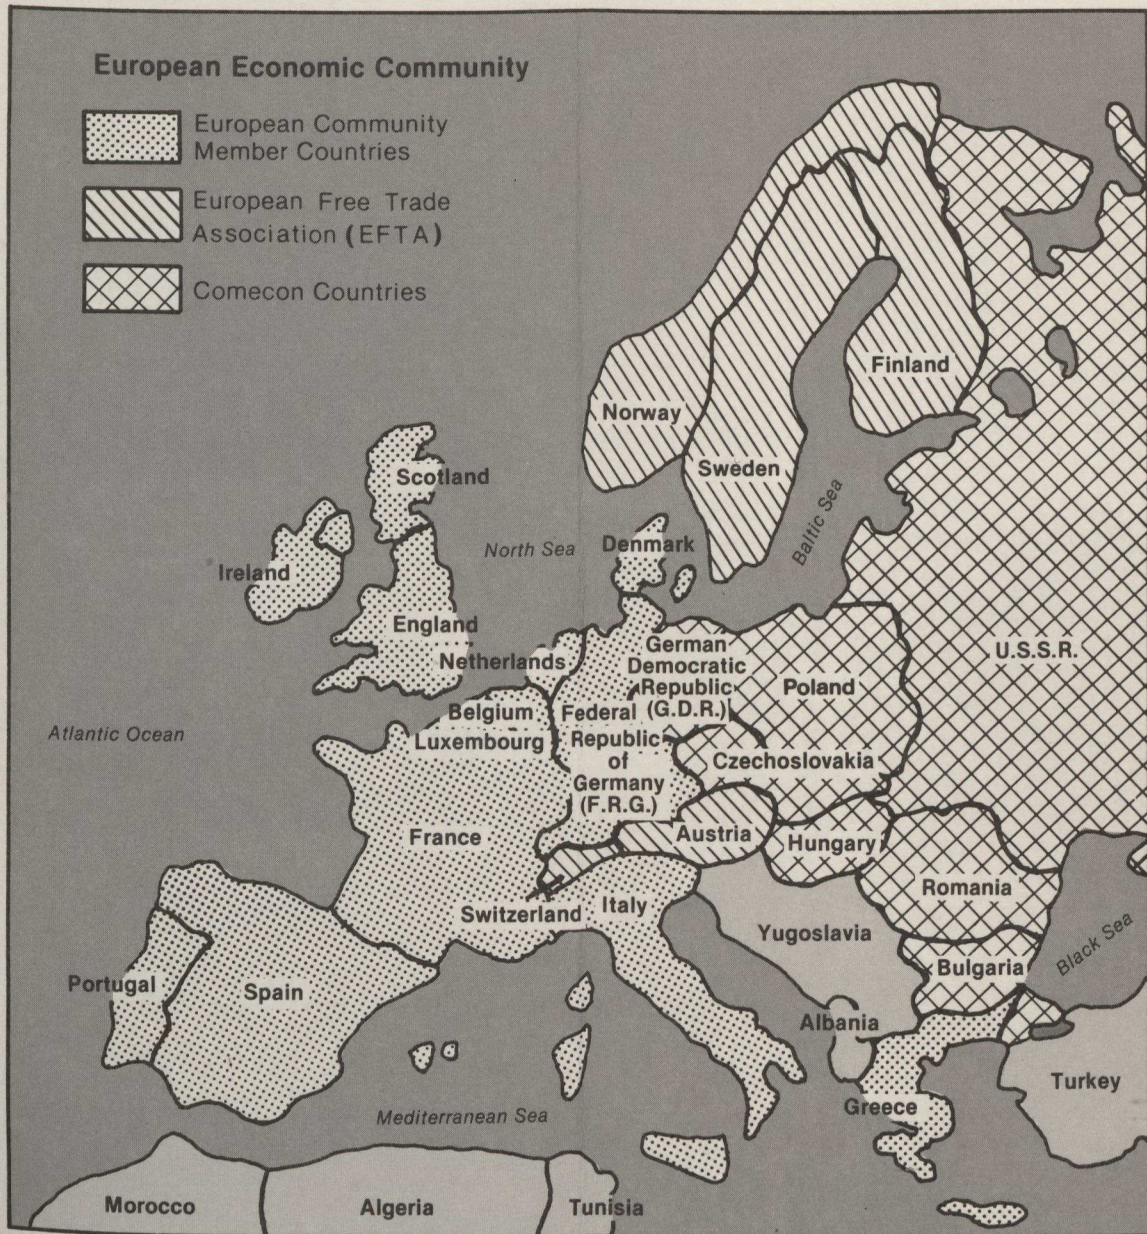 European Economic Community
European Community
Member Countries
European Free Trade
Association (EFTA)
Comecon Countries
Norway
Finland
Sweden
Scotland
North Sea
Denmark
Baltic Sea
Ireland
England
Netherlands
German
Democratic
Republic
(G.D.R.)
U.S.S.R.
Poland
Belgium
Luxembourg
Federal
Republic
of
Germany
(F.R.G.)
Atlantic Ocean
Czechoslovakia
France
Austria
Hungary
Switzerland
Italy
Romania
Yugoslavia
Black Sea
Bulgaria
Portugal
Spain
Albania
Turkey
Greece
Mediterranean Sea
Morocco
Algeria
Tunisia